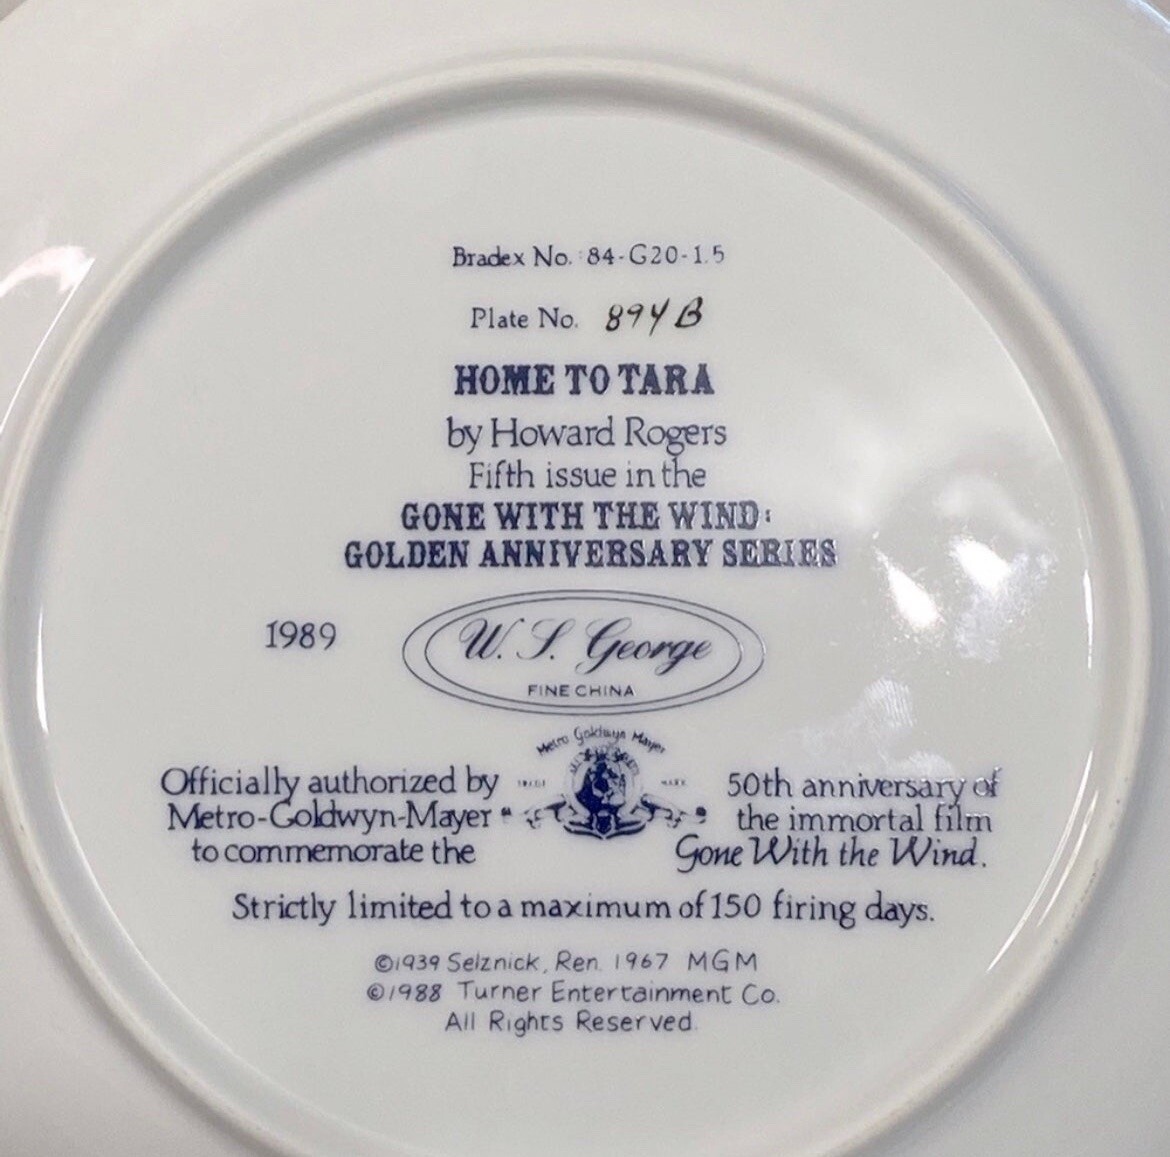 Bradex No. 84-G20-1.5
Plate No. 894B
HOME TO TARA
by Howard Rogers
Fifth issue in the
GONE WITH THE WIND:
GOLDEN ANNIVERSARY SERIES
1989
W. S. George
FINE CHINA
Metro Goldwyn Mayer
TRADE MARK
Officially authorized by
Metro-Goldwyn-Mayer
to commemorate the
50th anniversary of
the immortal film
Gone With the Wind.
Strictly limited to a maximum of 150 firing days.
©1939 Selznick, Ren. 1967 MGM
©1988 Turner Entertainment Co.
All Rights Reserved.